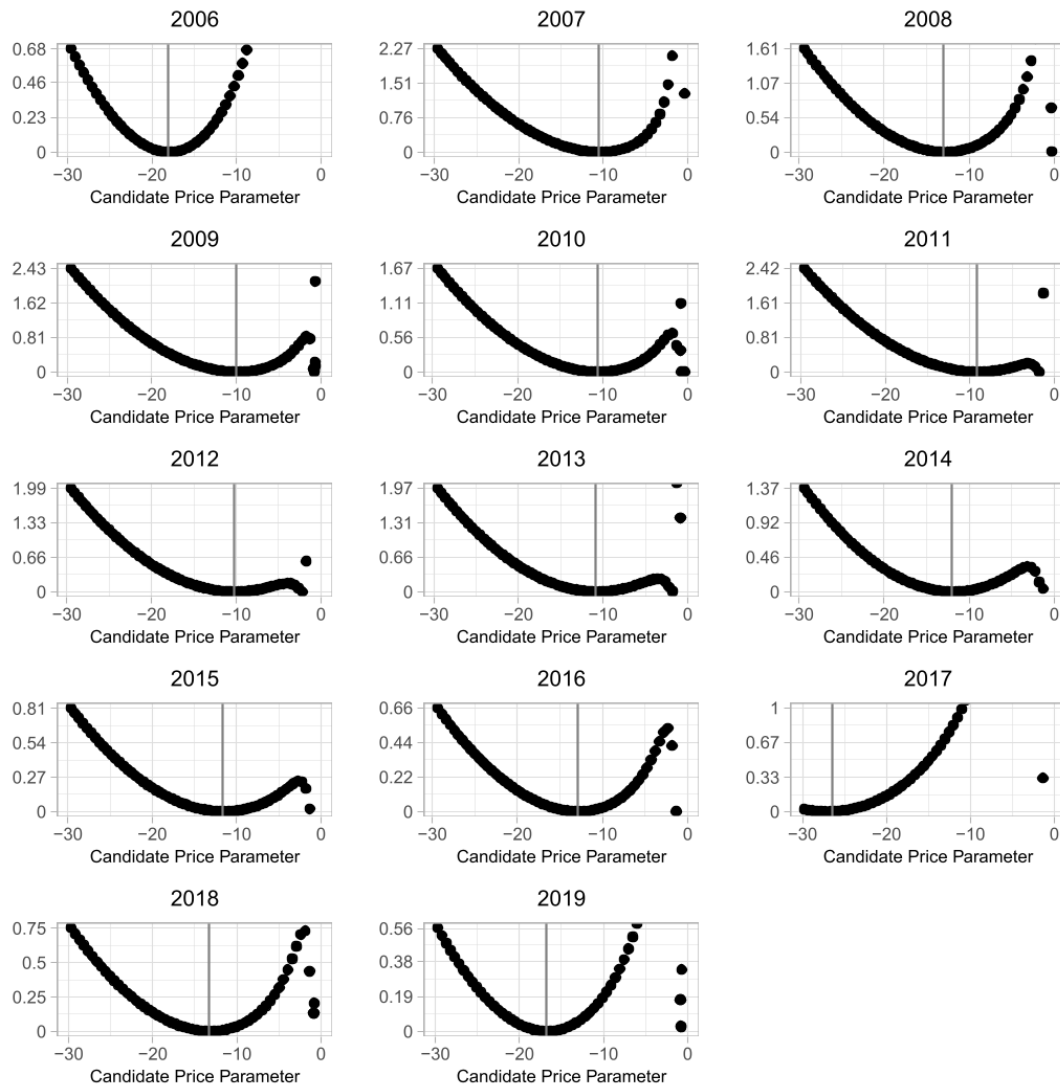 2006 2007 2008
0.68 2.27 1.61
0.46 1.51 1.07
0.23 0.76 0.54
0 0 0
−30 −20 −10 0 −30 −20 −10 0 −30 −20 −10 0
Candidate Price Parameter Candidate Price Parameter Candidate Price Parameter
2009 2010 2011
2.43 1.67 2.42
1.62 1.11 1.61
0.81 0.56 0.81
0 0 0
−30 −20 −10 0 −30 −20 −10 0 −30 −20 −10 0
Candidate Price Parameter Candidate Price Parameter Candidate Price Parameter
2012 2013 2014
1.99 1.97 1.37
1.33 1.31 0.92
0.66 0.66 0.46
0 0 0
−30 −20 −10 0 −30 −20 −10 0 −30 −20 −10 0
Candidate Price Parameter Candidate Price Parameter Candidate Price Parameter
2015 2016 2017
0.81 0.66 1
0.54 0.44 0.67
0.27 0.22 0.33
0 0 0
−30 −20 −10 0 −30 −20 −10 0 −30 −20 −10 0
Candidate Price Parameter Candidate Price Parameter Candidate Price Parameter
2018 2019
0.75 0.56
0.5 0.38
0.25 0.19
0 0
−30 −20 −10 0 −30 −20 −10 0
Candidate Price Parameter Candidate Price Parameter